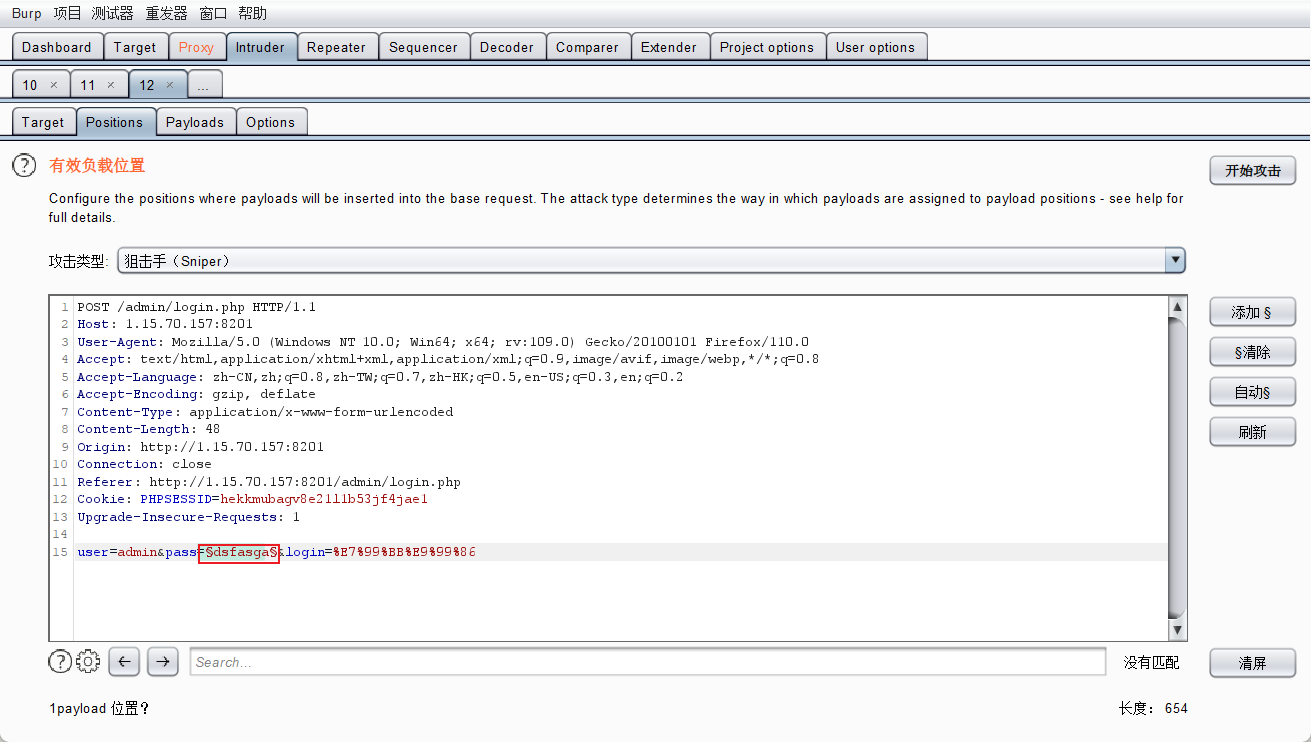 Burp 项目 测试器 重发器 窗口 帮助
Dashboard Target Proxy Intruder Repeater Sequencer Decoder Comparer Extender Project options User options
10 × 11 × 12 × ...
Target Positions Payloads Options
? 有效负载位置 开始攻击
Configure the positions where payloads will be inserted into the base request. The attack type determines the way in which payloads are assigned to payload positions - see help for
full details.
攻击类型: 狙击手（Sniper）
1 POST /admin/login.php HTTP/1.1
2 Host: 1.15.70.157:8201
3 User-Agent: Mozilla/5.0 (Windows NT 10.0; Win64; x64; rv:109.0) Gecko/20100101 Firefox/110.0
4 Accept: text/html,application/xhtml+xml,application/xml;q=0.9,image/avif,image/webp,*/*;q=0.8
5 Accept-Language: zh-CN,zh;q=0.8,zh-TW;q=0.7,zh-HK;q=0.5,en-US;q=0.3,en;q=0.2
6 Accept-Encoding: gzip, deflate
7 Content-Type: application/x-www-form-urlencoded
8 Content-Length: 48
9 Origin: http://1.15.70.157:8201
10 Connection: close
11 Referer: http://1.15.70.157:8201/admin/login.php
12 Cookie: PHPSESSID=hekkmubagv8e21l1b53jf4jae1
13 Upgrade-Insecure-Requests: 1
14
15 user=admin&pass=§dsfasga§&login=%E7%99%BB%E9%99%86
添加 §
§清除
自动§
刷新
? Search... 没有匹配 清屏
1payload 位置? 长度: 654